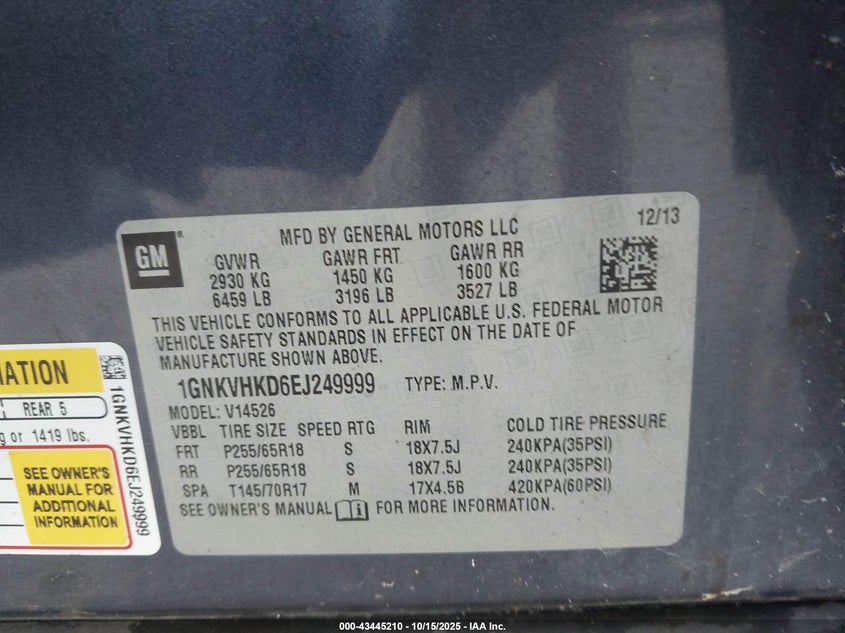 GM
®
MFD BY GENERAL MOTORS LLC
12/13
GVWR GAWR FRT GAWR RR
2930 KG 1450 KG 1600 KG
6459 LB 3196 LB 3527 LB
THIS VEHICLE CONFORMS TO ALL APPLICABLE U.S. FEDERAL MOTOR
VEHICLE SAFETY STANDARDS IN EFFECT ON THE DATE OF
MANUFACTURE SHOWN ABOVE.
1GNKVHKD6EJ249999 TYPE: M.P.V.
MODEL: V14526
VBBL TIRE SIZE SPEED RTG RIM COLD TIRE PRESSURE
FRT P255/65R18 S 18X7.5J 240KPA(35PSI)
RR P255/65R18 S 18X7.5J 240KPA(35PSI)
SPA T145/70R17 M 17X4.5B 420KPA(60PSI)
SEE OWNER'S MANUAL i FOR MORE INFORMATION.
MATION
REAR 5
or 1419 lbs.
SEE OWNER'S
MANUAL FOR
ADDITIONAL
INFORMATION
1GNKVHKD6EJ249999
000-43445210 - 10/15/2025 - IAA Inc.